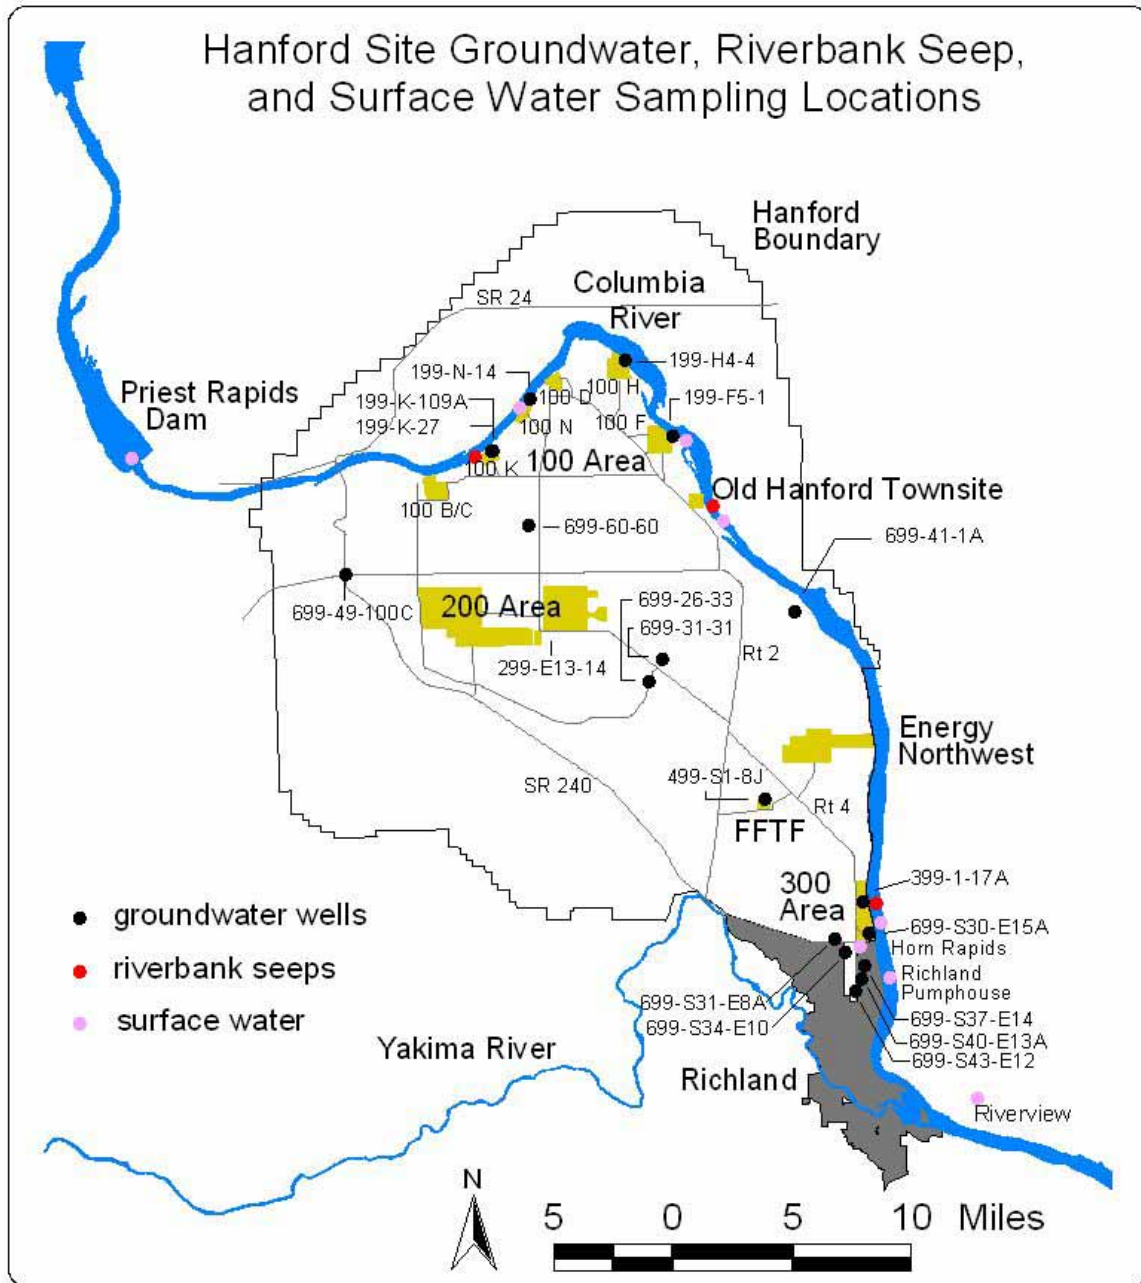 Hanford Site Groundwater, Riverbank Seep,
and Surface Water Sampling Locations
Hanford
Boundary
Columbia
River
SR 24
Priest Rapids
Dam
199-N-14
199-K-109A
199-K-27
199-H4-4
199-F5-1
100 D
100 H
100 N
100 F
100 K
100 Area
100 B/C
Old Hanford Townsite
699-60-60
699-41-1A
699-49-100C
200 Area
699-26-33
699-31-31
299-E13-14
Rt 2
Energy
Northwest
499-S1-8J
SR 240
Rt 4
FFTF
300
Area
399-1-17A
699-S30-E15A
Horn Rapids
Richland
Pumphouse
699-S31-E8A
699-S34-E10
699-S37-E14
699-S40-E13A
699-S43-E12
groundwater wells
riverbank seeps
surface water
Yakima River
Richland
Riverview
N
5 0 5 10 Miles